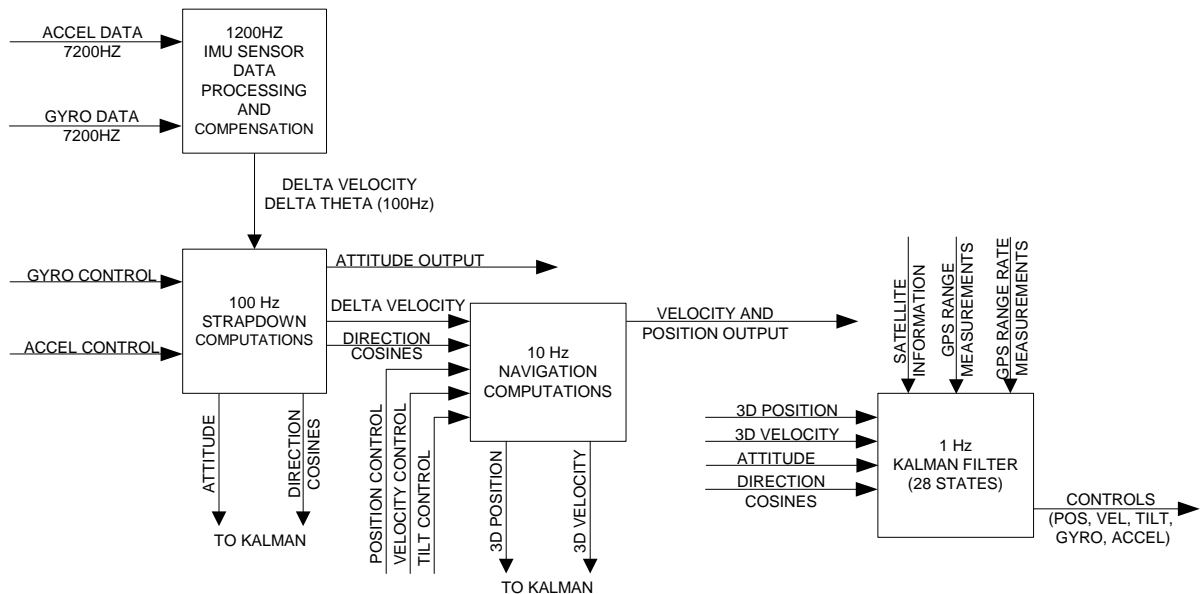 ACCEL DATA
7200HZ
GYRO DATA
7200HZ
1200HZ
IMU SENSOR
DATA
PROCESSING
AND
COMPENSATION
DELTA VELOCITY
DELTA THETA (100Hz)
GYRO CONTROL
ACCEL CONTROL
100 Hz
STRAPDOWN
COMPUTATIONS
ATTITUDE OUTPUT
DELTA VELOCITY
DIRECTION
COSINES
ATTITUDE
DIRECTION
COSINES
TO KALMAN
POSITION CONTROL
VELOCITY CONTROL
TILT CONTROL
10 Hz
NAVIGATION
COMPUTATIONS
VELOCITY AND
POSITION OUTPUT
3D POSITION
3D VELOCITY
TO KALMAN
SATELLITE
INFORMATION
GPS RANGE
MEASUREMENTS
GPS RANGE RATE
MEASUREMENTS
3D POSITION
3D VELOCITY
ATTITUDE
DIRECTION
COSINES
1 Hz
KALMAN FILTER
(28 STATES)
CONTROLS
(POS, VEL, TILT,
GYRO, ACCEL)